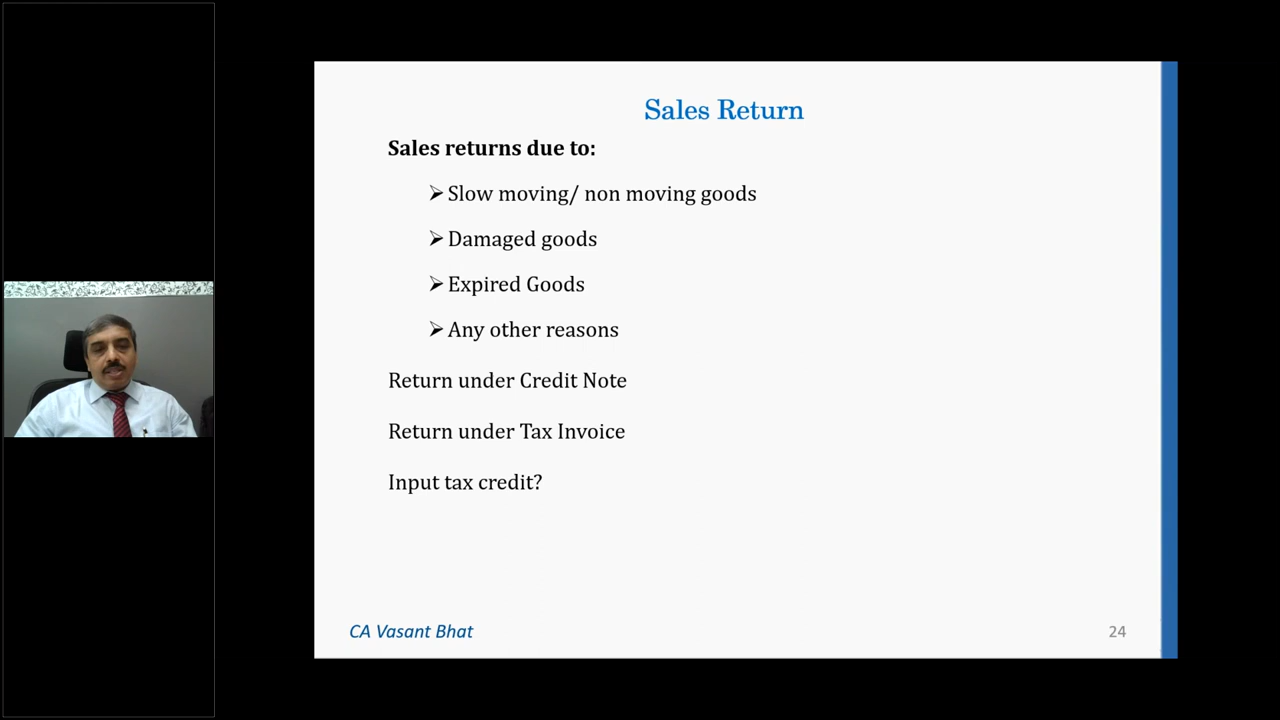 Sales Return
Sales returns due to:
➢ Slow moving/ non moving goods
➢ Damaged goods
➢ Expired Goods
➢ Any other reasons
Return under Credit Note
Return under Tax Invoice
Input tax credit?
CA Vasant Bhat
24